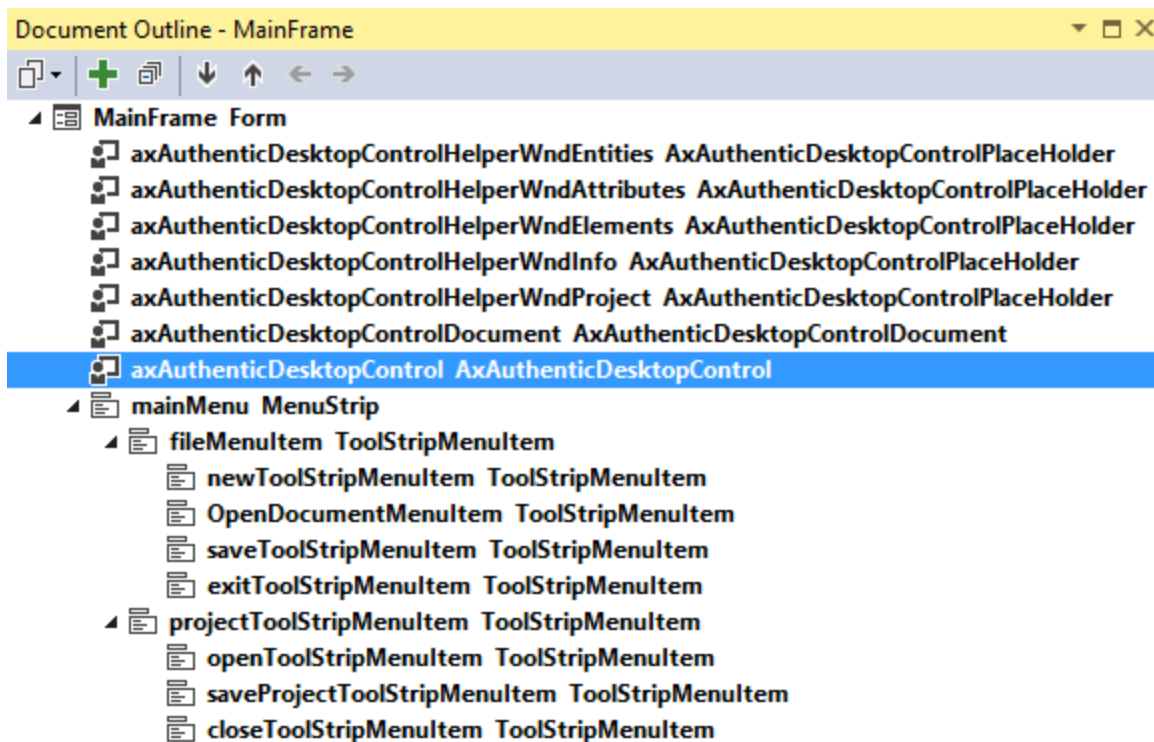 Document Outline - MainFrame
MainFrame Form
axAuthenticDesktopControlHelperWndEntities AxAuthenticDesktopControlPlaceHolder
axAuthenticDesktopControlHelperWndAttributes AxAuthenticDesktopControlPlaceHolder
axAuthenticDesktopControlHelperWndElements AxAuthenticDesktopControlPlaceHolder
axAuthenticDesktopControlHelperWndInfo AxAuthenticDesktopControlPlaceHolder
axAuthenticDesktopControlHelperWndProject AxAuthenticDesktopControlPlaceHolder
axAuthenticDesktopControlDocument AxAuthenticDesktopControlDocument
axAuthenticDesktopControl AxAuthenticDesktopControl
mainMenu MenuStrip
fileMenuItem ToolStripMenuItem
newToolStripMenuItem ToolStripMenuItem
OpenDocumentMenuItem ToolStripMenuItem
saveToolStripMenuItem ToolStripMenuItem
exitToolStripMenuItem ToolStripMenuItem
projectToolStripMenuItem ToolStripMenuItem
openToolStripMenuItem ToolStripMenuItem
saveProjectToolStripMenuItem ToolStripMenuItem
closeToolStripMenuItem ToolStripMenuItem